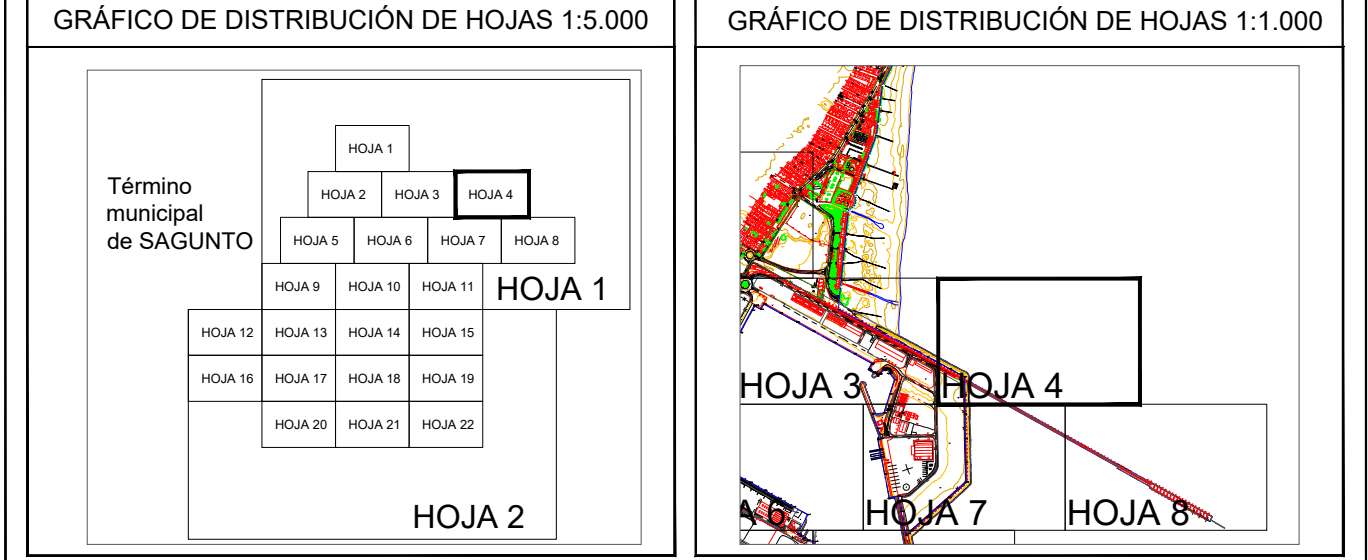 GRÁFICO DE DISTRIBUCIÓN DE HOJAS 1:5.000
HOJA 1
Término
municipal
de SAGUNTO
HOJA 2
HOJA 3
HOJA 4
HOJA 5
HOJA 6
HOJA 7
HOJA 8
HOJA 9
HOJA 10
HOJA 11
HOJA 1
HOJA 12
HOJA 13
HOJA 14
HOJA 15
HOJA 16
HOJA 17
HOJA 18
HOJA 19
HOJA 20
HOJA 21
HOJA 22
HOJA 2
GRÁFICO DE DISTRIBUCIÓN DE HOJAS 1:1.000
HOJA 3
HOJA 4
HOJA 7
HOJA 8